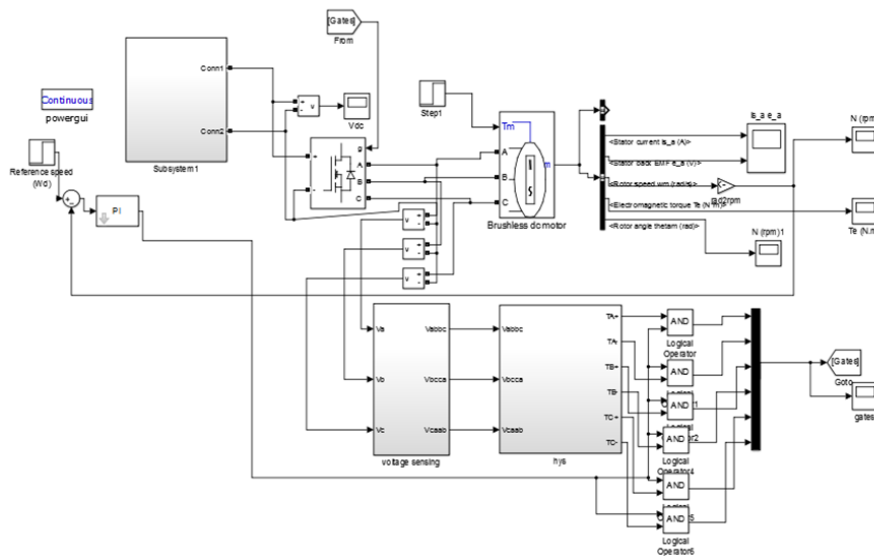 [Gates]
From
Continuous
powergui
Conn1
Conn2
Subsystem1
v
Vdc
Step1
Tm
m
A
B
C
Brushless dc motor
g
A
B
C
+
-
Is_a e_a
N (rpm
<Stator current is_a (A)>
<Stator back EMF e_a (V)>
<Rotor speed wm (rad/s)>
rad2rpm
<Electromagnetic torque Te (N*m)>
<Rotor angle thetam (rad)>
N (rpm)1
Te (N.m
Reference speed
(Wd)
PI
v
v
v
Va
Vb
Vc
Vabbc
Vbcca
Vcaab
voltage sensing
Vabbc
Vbcca
Vcaab
TA+
TA-
TB+
TB-
TC+
TC-
hys
AND
Logical
Operator
AND
AND
AND
Logical
Operator4
AND
AND
Logical
Operator6
[Gates]
Goto
gates